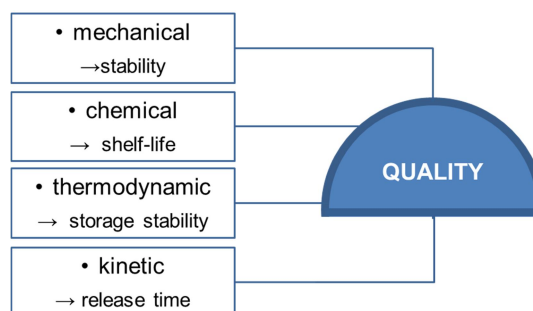 • mechanical
→stability
• chemical
→ shelf-life
• thermodynamic
→ storage stability
• kinetic
→ release time
QUALITY